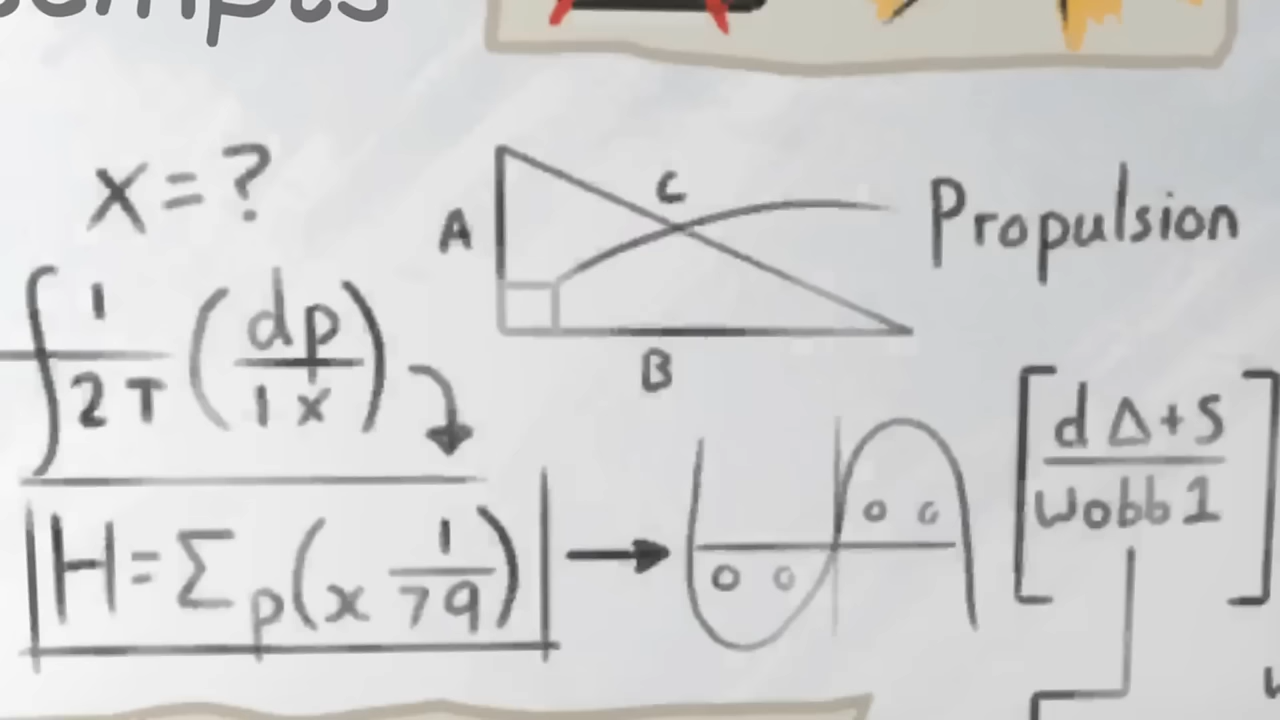 x = ?
A
C
B
Propulsion
∫ 1/2T (dp/1x)
H = Σp(x 1/79)
[dΔ+S/wobb1]